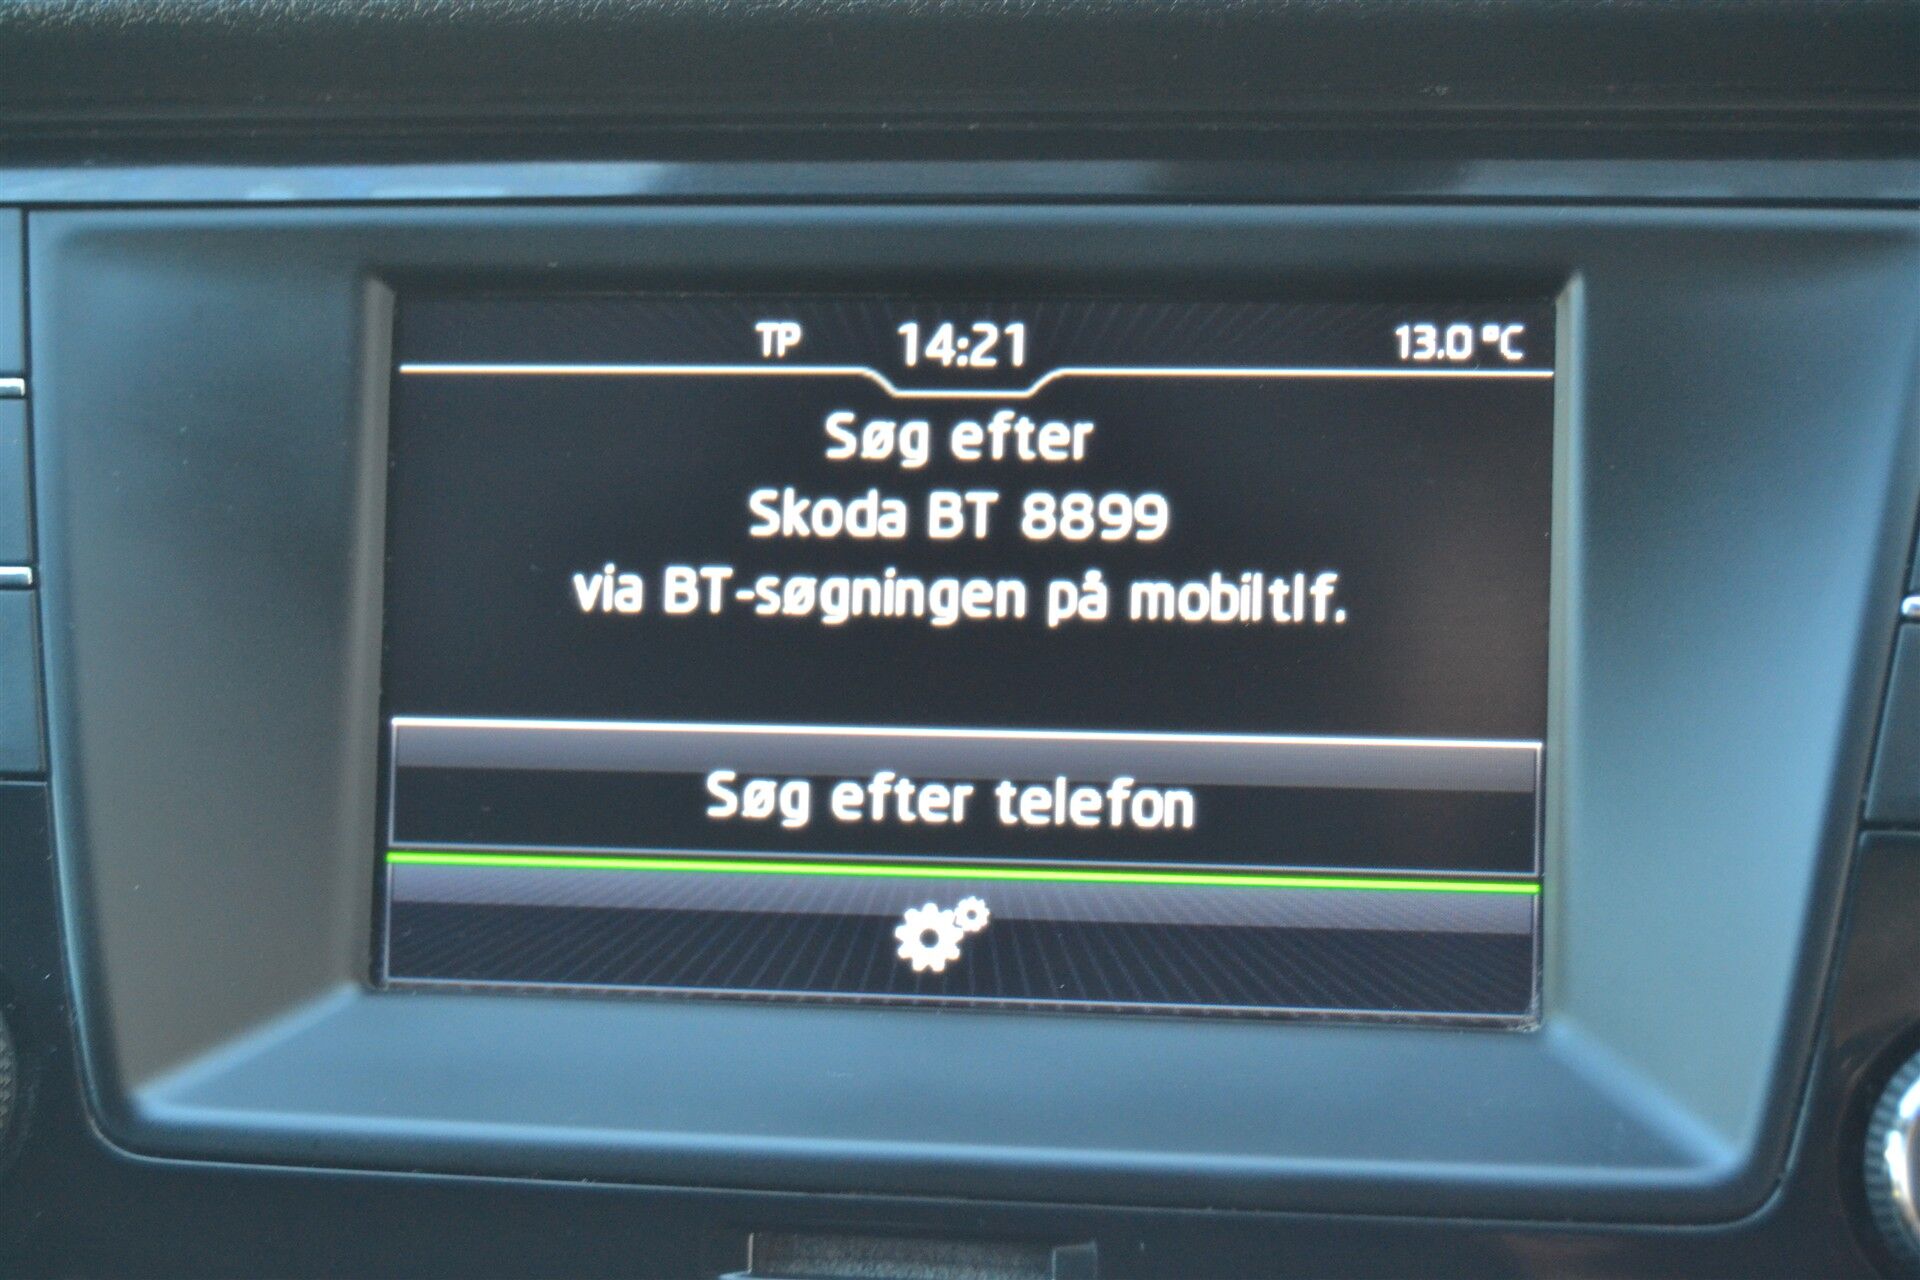 TP 14:21 13.0 °C
Søg efter
Skoda BT 8899
via BT-søgningen på mobiltlf.
Søg efter telefon